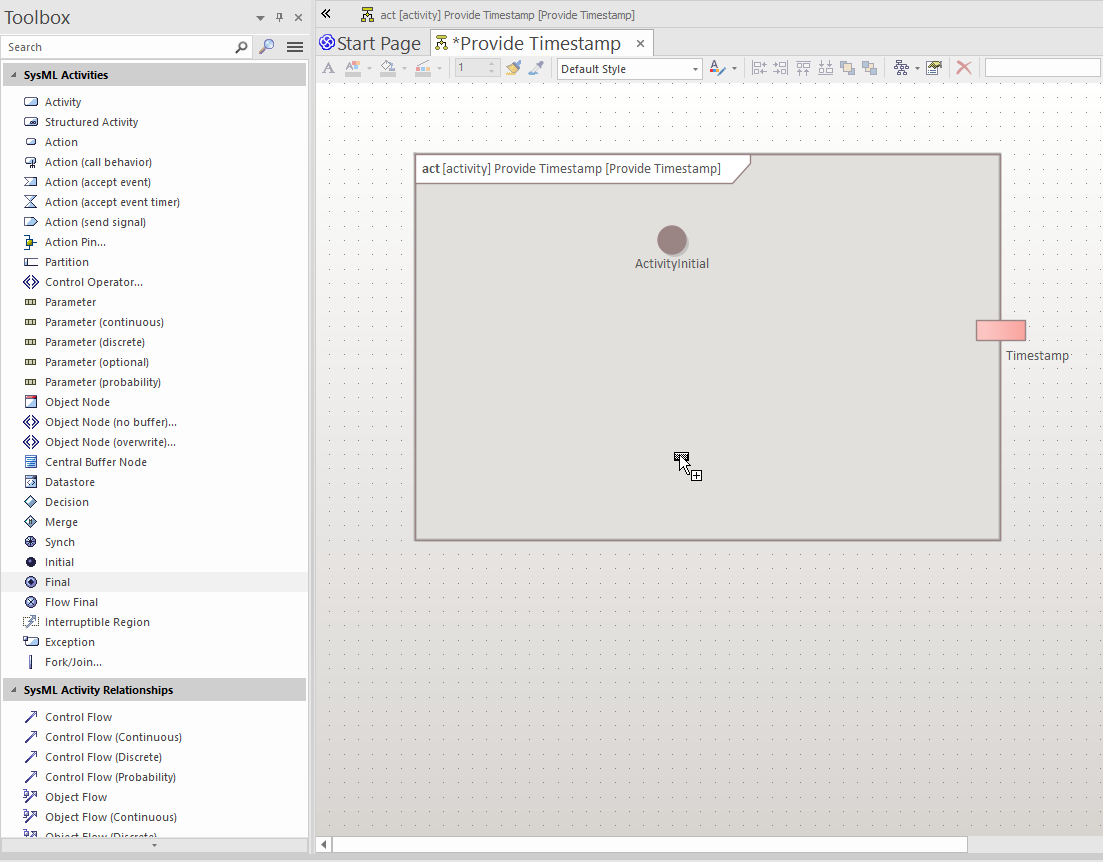 Toolbox
Search
SysML Activities
Activity
Structured Activity
Action
Action (call behavior)
Action (accept event)
Action (accept event timer)
Action (send signal)
Action Pin...
Partition
Control Operator...
Parameter
Parameter (continuous)
Parameter (discrete)
Parameter (optional)
Parameter (probability)
Object Node
Object Node (no buffer)...
Object Node (overwrite)...
Central Buffer Node
Datastore
Decision
Merge
Synch
Initial
Final
Flow Final
Interruptible Region
Exception
Fork/Join...
SysML Activity Relationships
Control Flow
Control Flow (Continuous)
Control Flow (Discrete)
Control Flow (Probability)
Object Flow
Object Flow (Continuous)
Object Flow (Discrete)
act [activity] Provide Timestamp [Provide Timestamp]
Start Page
*Provide Timestamp
1
Default Style
act [activity] Provide Timestamp [Provide Timestamp]
ActivityInitial
Timestamp